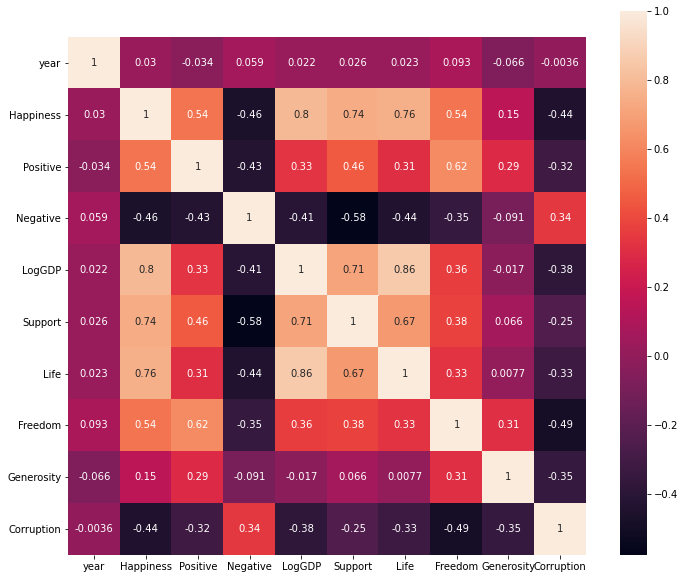 1.0
year 1 0.03 -0.034 0.059 0.022 0.026 0.023 0.093 -0.066 -0.0036
Happiness 0.03 1 0.54 -0.46 0.8 0.74 0.76 0.54 0.15 -0.44
0.8
Positive -0.034 0.54 1 -0.43 0.33 0.46 0.31 0.62 0.29 -0.32
0.6
Negative 0.059 -0.46 -0.43 1 -0.41 -0.58 -0.44 -0.35 -0.091 0.34
0.4
LogGDP 0.022 0.8 0.33 -0.41 1 0.71 0.86 0.36 -0.017 -0.38
0.2
Support 0.026 0.74 0.46 -0.58 0.71 1 0.67 0.38 0.066 -0.25
0.0
Life 0.023 0.76 0.31 -0.44 0.86 0.67 1 0.33 0.0077 -0.33
Freedom 0.093 0.54 0.62 -0.35 0.36 0.38 0.33 1 0.31 -0.49
-0.2
Generosity -0.066 0.15 0.29 -0.091 -0.017 0.066 0.0077 0.31 1 -0.35
−0.4
Corruption -0.0036 -0.44 -0.32 0.34 -0.38 -0.25 -0.33 -0.49 -0.35 1
year Happiness Positive Negative LogGDP Support Life Freedom Generosity Corruption